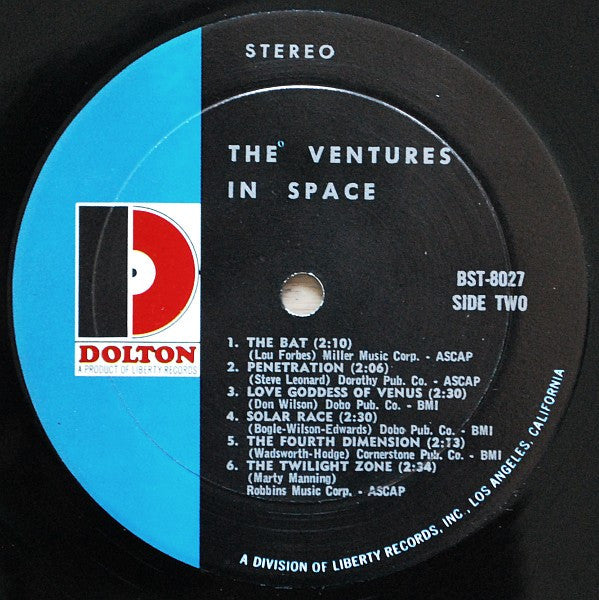 STEREO
THE VENTURES
IN SPACE
BST-8027
SIDE TWO
DOLTON
A PRODUCT OF LIBERTY RECORDS
1. THE BAT (2:10)
(Lou Forbes) Miller Music Corp. - ASCAP
2. PENETRATION (2:06)
(Steve Leonard) Dorothy Pub. Co. - ASCAP
3. LOVE GODDESS OF VENUS (2:30)
(Don Wilson) Dobo Pub. Co. - BMI
4. SOLAR RACE (2:30)
(Bogle-Wilson-Edwards) Dobo Pub. Co. - BMI
5. THE FOURTH DIMENSION (2:13)
(Wadsworth-Hodge) Cornerstone Pub. Co. - BMI
6. THE TWILIGHT ZONE (2:34)
(Marty Manning)
Robbins Music Corp. - ASCAP
A DIVISION OF LIBERTY RECORDS, INC., LOS ANGELES, CALIFORNIA